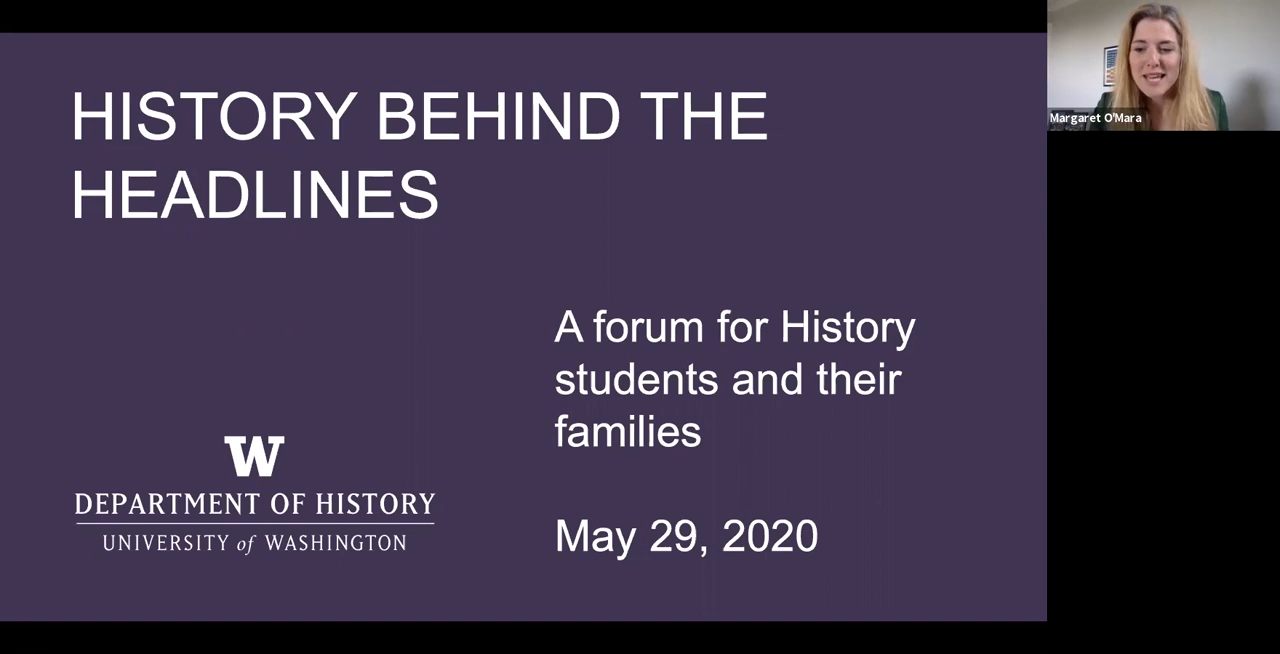 HISTORY BEHIND THE
HEADLINES
A forum for History
students and their
families
May 29, 2020
W
DEPARTMENT OF HISTORY
UNIVERSITY of WASHINGTON
Margaret O'Mara